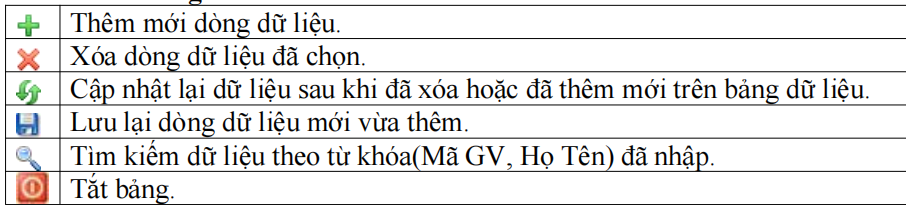 Thêm mới dòng dữ liệu.
Xóa dòng dữ liệu đã chọn.
Cập nhật lại dữ liệu sau khi đã xóa hoặc đã thêm mới trên bảng dữ liệu.
Lưu lại dòng dữ liệu mới vừa thêm.
Tìm kiếm dữ liệu theo từ khóa(Mã GV, Họ Tên) đã nhập.
Tắt bảng.